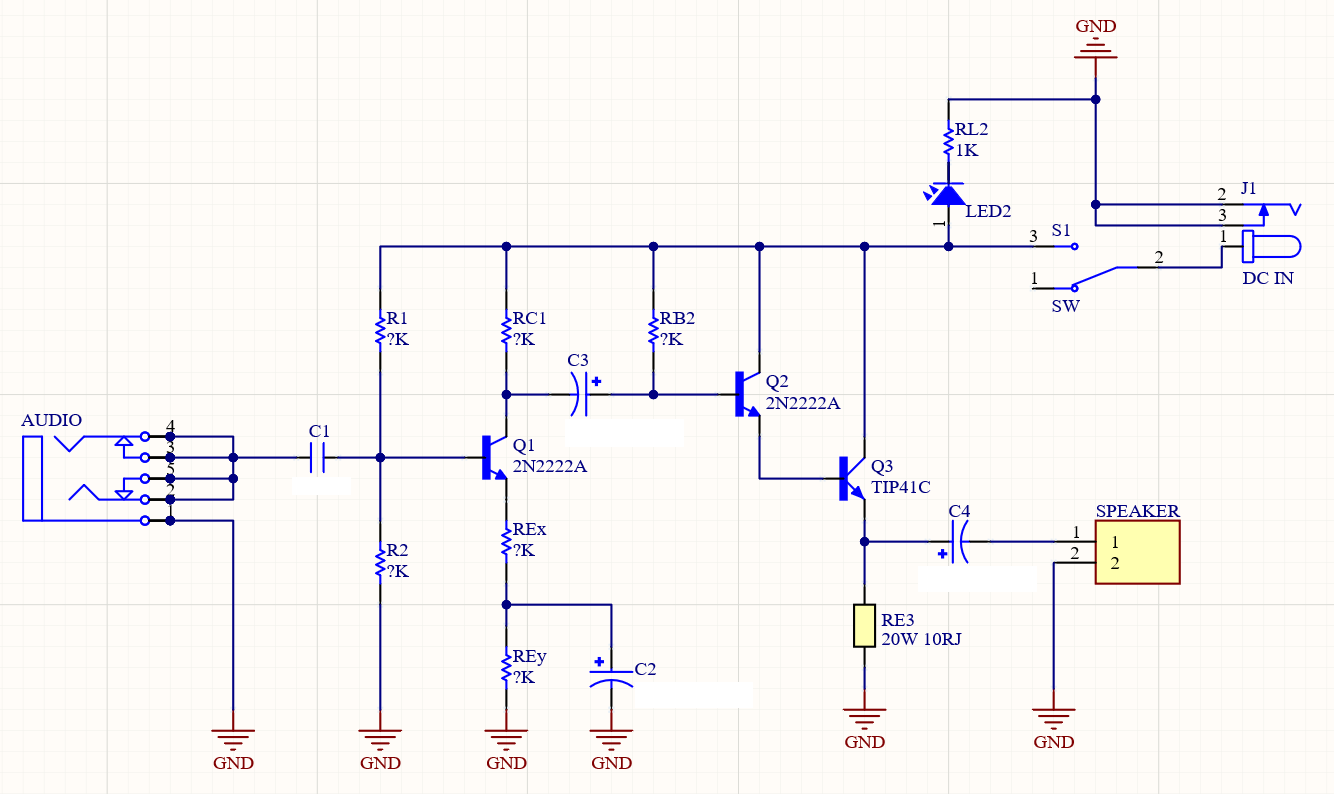 GND
RL2
1K
LED2
1
2
J1
3
1
3
S1
2
1
SW
DC IN
R1
?K
RC1
?K
RB2
?K
C3
Q2
2N2222A
AUDIO
4
3
5
2
1
C1
Q1
2N2222A
Q3
TIP41C
C4
SPEAKER
1
1
2
2
REx
?K
R2
?K
RE3
20W 10RJ
REy
?K
C2
GND
GND
GND
GND
GND
GND